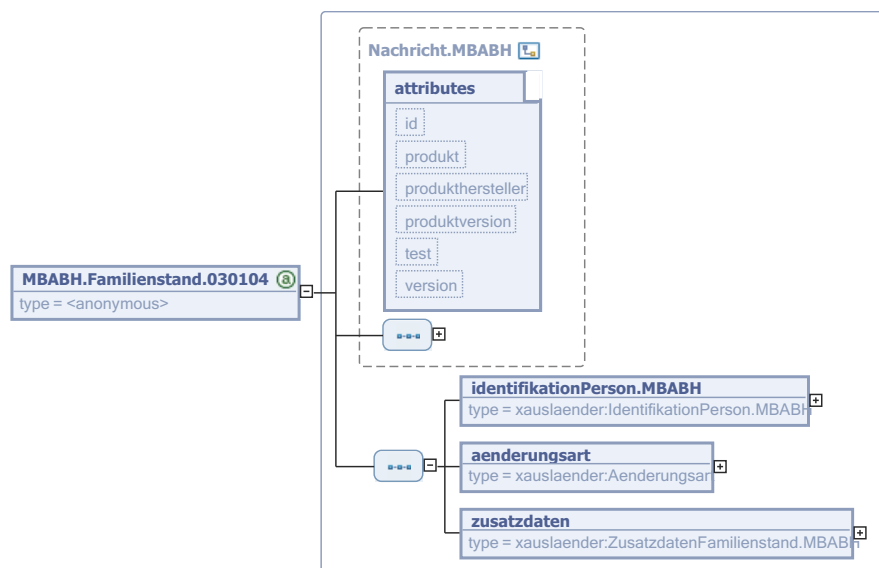 Nachricht.MBABH
attributes
id
produkt
produkthersteller
produktversion
test
version
MBABH.Familienstand.030104 a
type = <anonymous>
identifikationPerson.MBABH
type = xauslaender:IdentifikationPerson.MBABH
aenderungsart
type = xauslaender:Aenderungsart
zusatzdaten
type = xauslaender:ZusatzdatenFamilienstand.MBABH